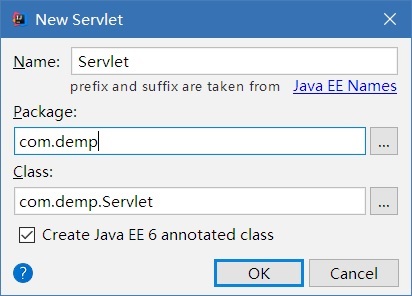 New Servlet
Name: Servlet
prefix and suffix are taken from Java EE Names
Package:
com.demp
...
Class:
com.demp.Servlet
...
Create Java EE 6 annotated class
?
OK Cancel